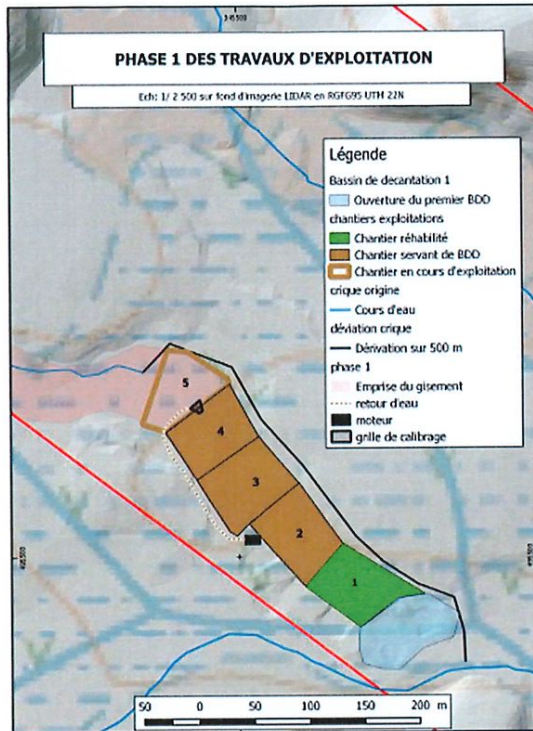 PHASE 1 DES TRAVAUX D'EXPLOITATION
Ech: 1/ 2 500 sur fond d'imagerie LIDAR en RGFG95 UTM 22N
Légende
Bassin de decantation 1
Ouverture du premier BDD
chantiers exploitations
Chantier réhabilité
Chantier servant de BDD
Chantier en cours d'exploitation
crique origine
Cours d'eau
déviation crique
Dérivation sur 500 m
phase 1
Emprise du gisement
retour d'eau
moteur
grille de calibrage
5
4
3
2
1
50 0 50 100 150 200 m